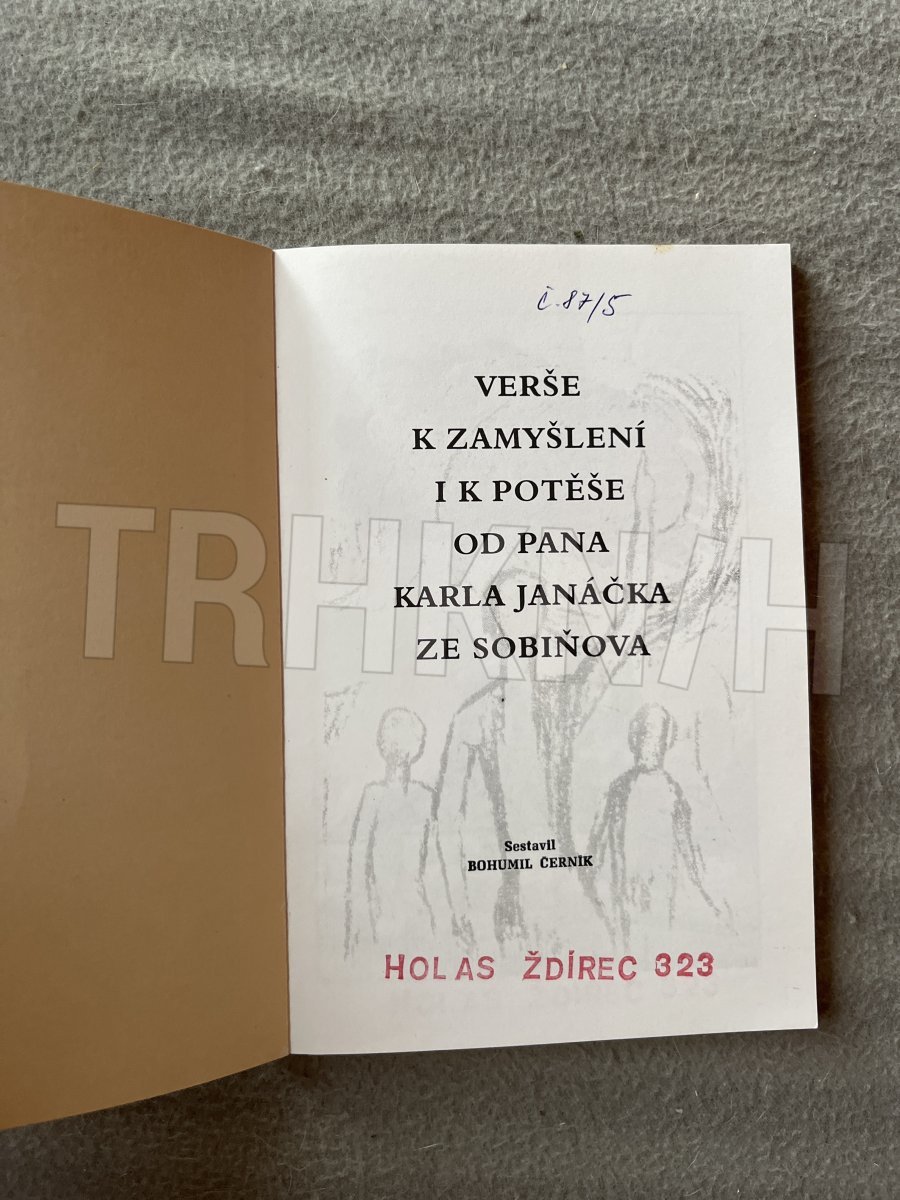 č.87/5
VERŠE
K ZAMYŠLENÍ
I K POTĚŠE
OD PANA
KARLA JANÁČKA
ZE SOBIŇOVA
TRHKNIH
Sestavil
BOHUMIL ČERNÍK
HOLAS ŽDÍREC 323